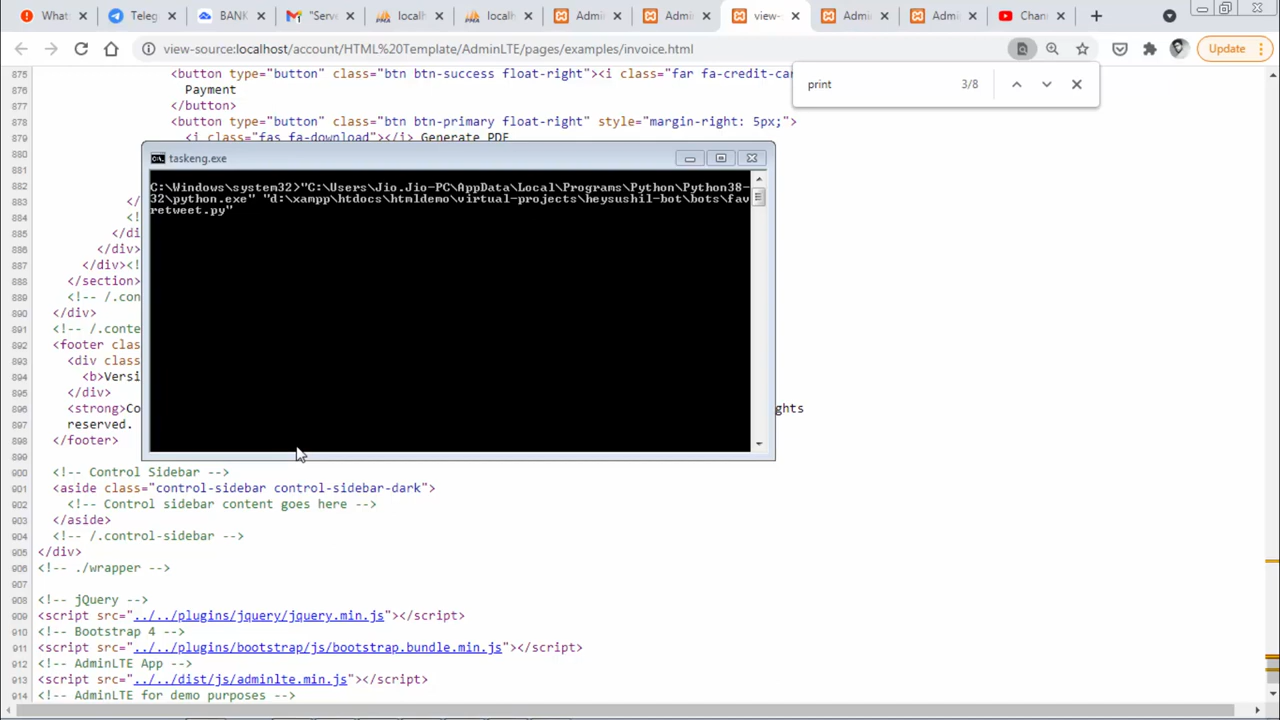 What:
Teleg
BANK
"Serve
localh
localh
Admi
Admi
view-
Admi
Admi
Chan
view-source:localhost/account/HTML%20Template/AdminLTE/pages/examples/invoice.html
Update
print 3/8
875 <button type="button" class="btn btn-success float-right"><i class="far fa-credit-ca
876 Payment
877 </button>
878 <button type="button" class="btn btn-primary float-right" style="margin-right: 5px;">
879 <i class="fas fa-download"></i> Generate PDF
taskeng.exe
C:\Windows\system32>"C:\Users\Jio.Jio-PC\AppData\Local\Programs\Python\Python38-
32\python.exe" "d:\xampp\htdocs\htmldemo\virtual-projects\heysushil-bot\bots\fav
retweet.py"
880
881
882
883 </
884 <!-
885 </di
886 </div>
887 </div><!
888 </section>
889 <!-- /.con
890 </div>
891 <!-- /.conte
892 <footer clas
893 <div class
894 <b>Versi
895 </div>
896 <strong>Co ghts
897 reserved.
898 </footer>
899
900 <!-- Control Sidebar -->
901 <aside class="control-sidebar control-sidebar-dark">
902 <!-- Control sidebar content goes here -->
903 </aside>
904 <!-- /.control-sidebar -->
905 </div>
906 <!-- ./wrapper -->
907
908 <!-- jQuery -->
909 <script src="../../plugins/jquery/jquery.min.js"></script>
910 <!-- Bootstrap 4 -->
911 <script src="../../plugins/bootstrap/js/bootstrap.bundle.min.js"></script>
912 <!-- AdminLTE App -->
913 <script src="../../dist/js/adminlte.min.js"></script>
914 <!-- AdminLTE for demo purposes -->